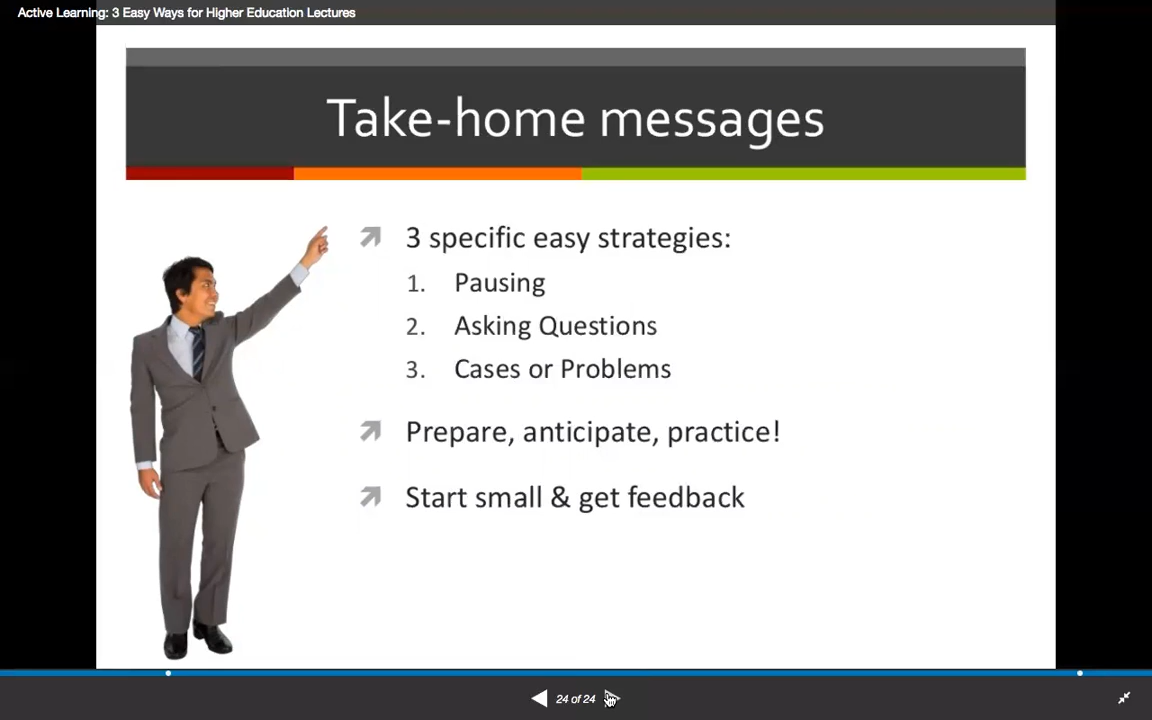 Active Learning: 3 Easy Ways for Higher Education Lectures
Take-home messages
3 specific easy strategies:
1. Pausing
2. Asking Questions
3. Cases or Problems
Prepare, anticipate, practice!
Start small & get feedback
24 of 24